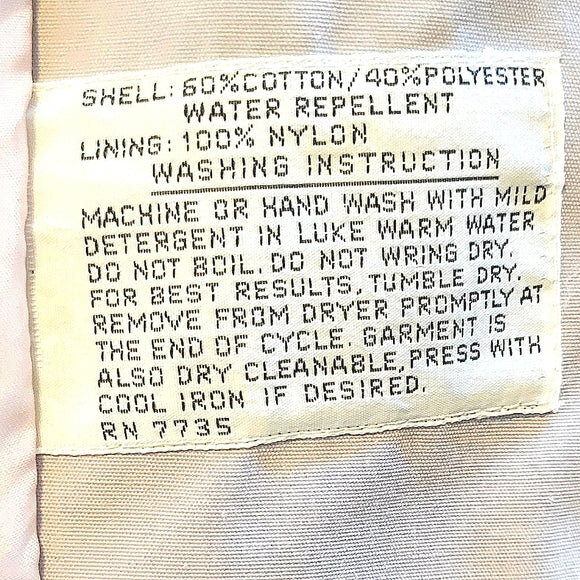 SHELL: 60%COTTON/40%POLYESTER
WATER REPELLENT
LINING: 100% NYLON
WASHING INSTRUCTION
MACHINE OR HAND WASH WITH MILD
DETERGENT IN LUKE WARM WATER
DO NOT BOIL. DO NOT WRING DRY.
FOR BEST RESULTS, TUMBLE DRY.
REMOVE FROM DRYER PROMPTLY AT
THE END OF CYCLE. GARMENT IS
ALSO DRY CLEANABLE, PRESS WITH
COOL IRON IF DESIRED.
RN 7735